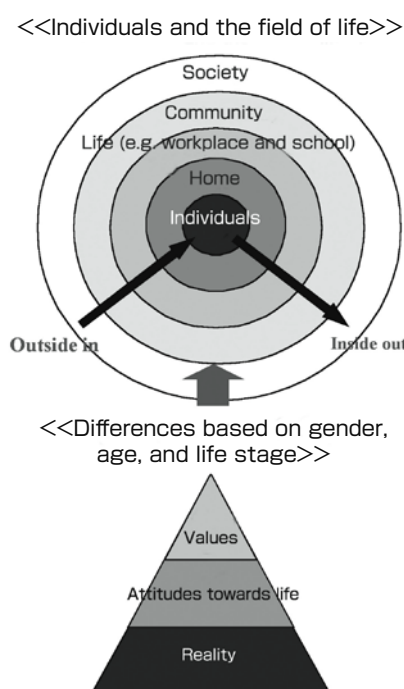 <<Individuals and the field of life>>
Society
Community
Life (e.g. workplace and school)
Home
Individuals
Outside in
Inside out
<<Differences based on gender,
age, and life stage>>
Values
Attitudes towards life
Reality